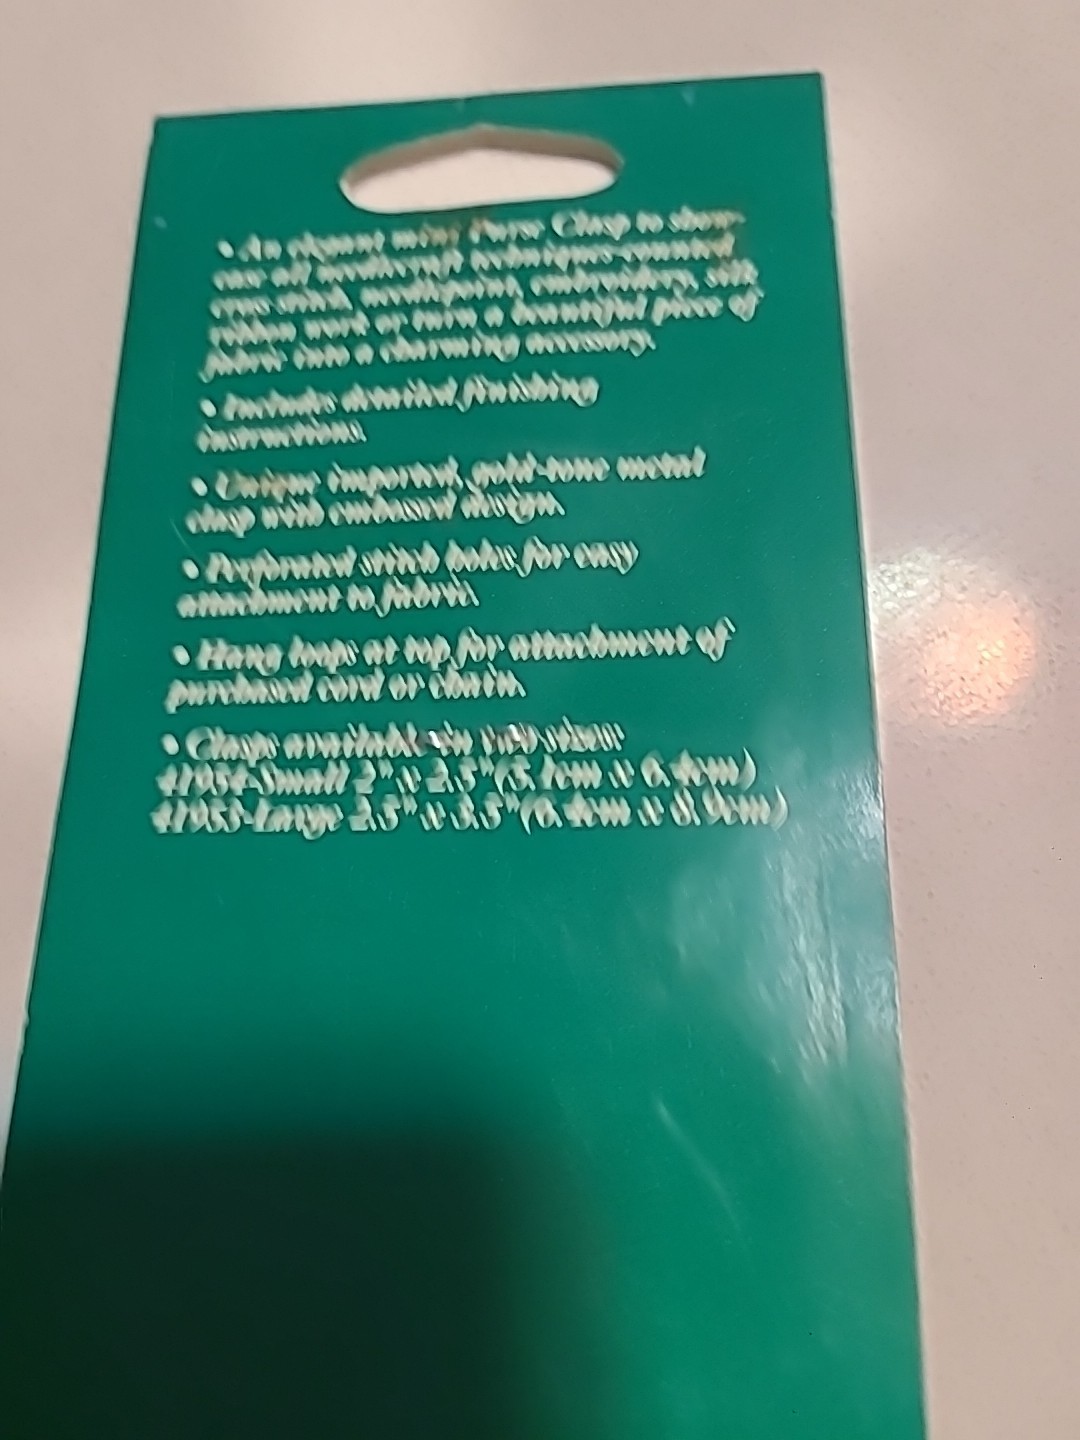 • An elegant mini Purse Clasp to show-
case all needlecraft techniques-counted
cross stitch, needlepoint, embroidery, silk
ribbon work or turn a beautiful piece of
fabric into a charming accessory.
• Includes detailed finishing
instructions.
• Unique imported, gold-tone metal
clasp with embossed design.
• Perforated stitch holes for easy
attachment to fabric.
• Hang loops at top for attachment of
purchased cord or chain.
• Clasps available in two sizes:
41954-Small 2" x 2.5" (5.1cm x 6.4cm)
41953-Large 2.5" x 3.5" (6.4cm x 8.9cm)